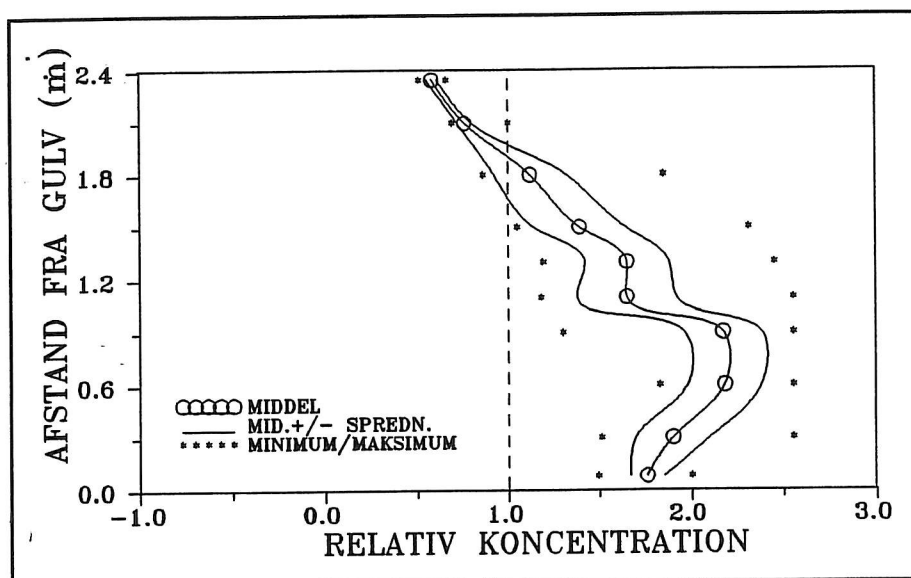 AFSTAND FRA GULV (m)
2.4
1.8
1.2
0.6
0.0
MIDDEL
MID.+/- SPREDN.
MINIMUM/MAKSIMUM
-1.0
0.0
1.0
2.0
3.0
RELATIV KONCENTRATION